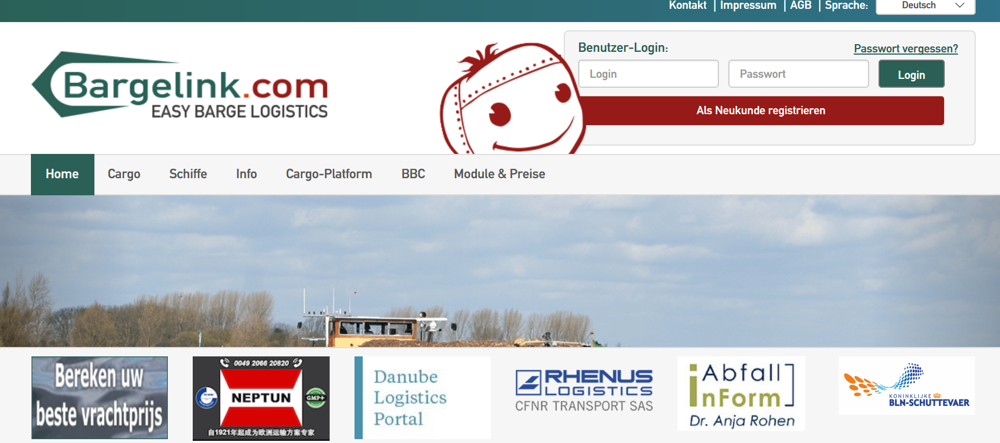 Kontakt | Impressum | AGB | Sprache: Deutsch
Bargelink.com
EASY BARGE LOGISTICS
Benutzer-Login:
Passwort vergessen?
Login
Passwort
Login
Als Neukunde registrieren
Home
Cargo
Schiffe
Info
Cargo-Platform
BBC
Module & Preise
Bereken uw
beste vrachtprijs
0049 2066 20820
NEPTUN
GMP+
自1921年起成为欧洲运输方案专家
Danube
Logistics
Portal
RHENUS
LOGISTICS
CFNR TRANSPORT SAS
Abfall
inForm
Dr. Anja Rohen
KONINKLIJKE
BLN-SCHUTTEVAER